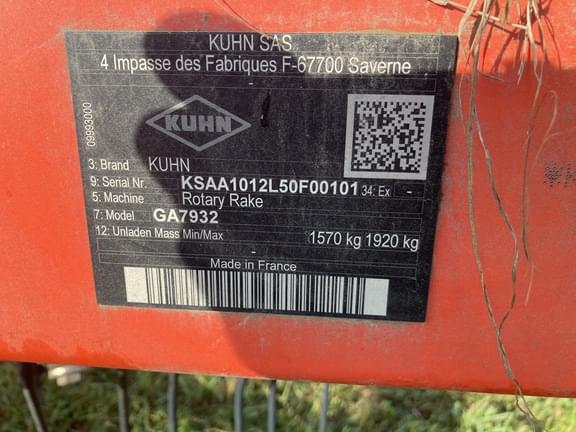 KUHN SAS
4 Impasse des Fabriques F-67700 Saverne
09993000
KUHN
3: Brand KUHN
9: Serial Nr. KSAA1012L50F00101 34: Ex -
5: Machine Rotary Rake
7: Model GA7932
12: Unladen Mass Min/Max 1570 kg 1920 kg
-
Made in France